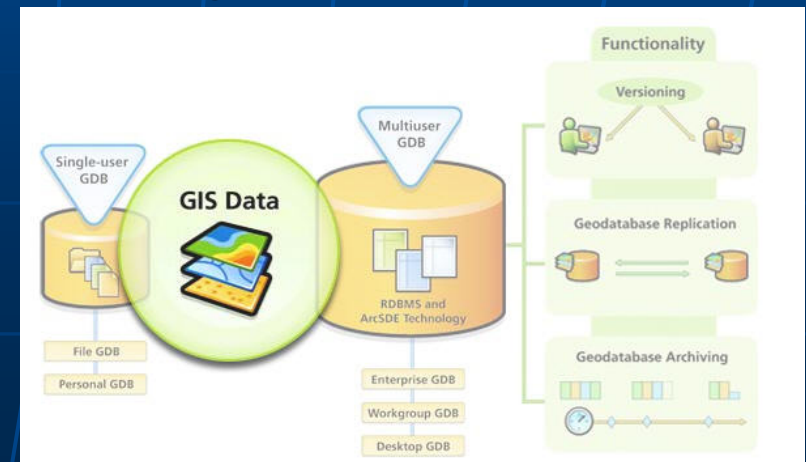 Single-user
GDB
GIS Data
File GDB
Personal GDB
Multiuser
GDB
RDBMS and
ArcSDE Technology
Enterprise GDB
Workgroup GDB
Desktop GDB
Functionality
Versioning
Geodatabase Replication
Geodatabase Archiving